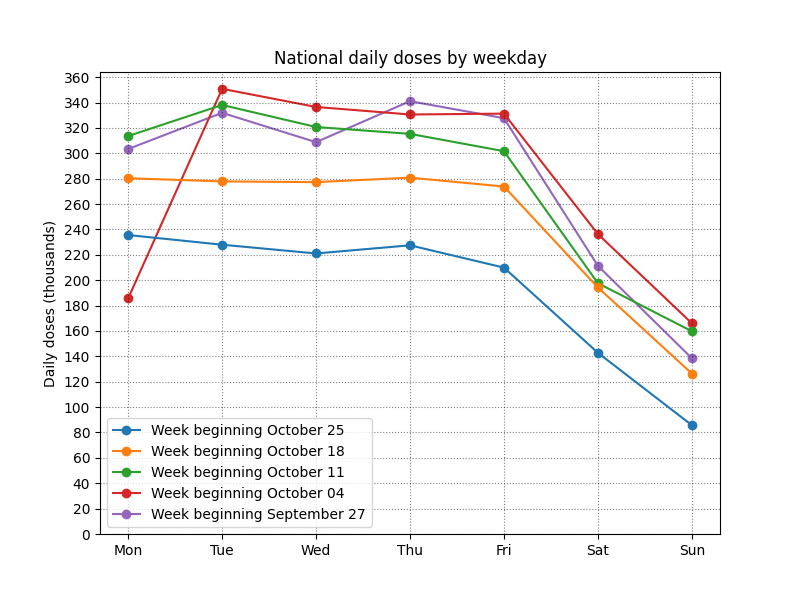 National daily doses by weekday
360
340
320
300
280
260
240
220
200
180
160
140
120
100
80
60
40
20
0
Daily doses (thousands)
Week beginning October 25
Week beginning October 18
Week beginning October 11
Week beginning October 04
Week beginning September 27
Mon Tue Wed Thu Fri Sat Sun